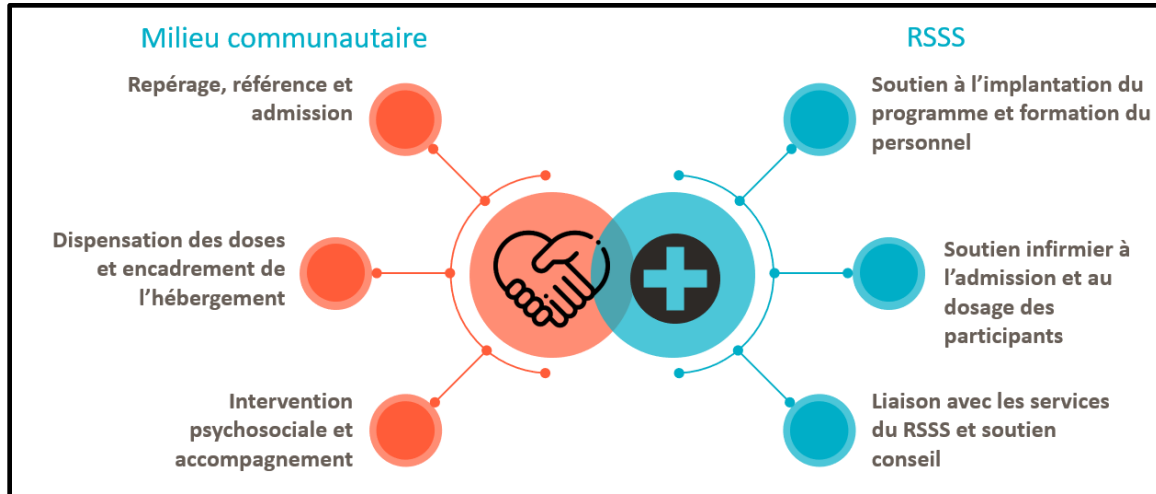 Milieu communautaire
Repérage, référence et
admission
Dispensation des doses
et encadrement de
l’hébergement
Intervention
psychosociale et
accompagnement
RSSS
Soutien à l’implantation du
programme et formation du
personnel
Soutien infirmier à
l’admission et au
dosage des
participants
Liaison avec les services
du RSSS et soutien
conseil